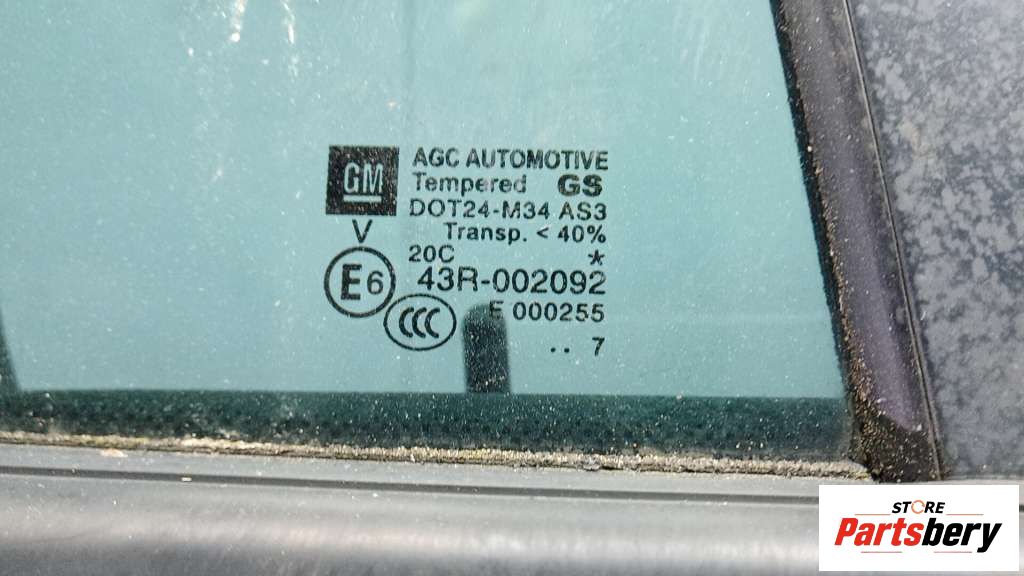 GM
AGC AUTOMOTIVE
Tempered GS
DOT24-M34 AS3
V
Transp. < 40%
20C *
E6
43R-002092
CCC
E 000255
.. 7
STORE
Partsbery